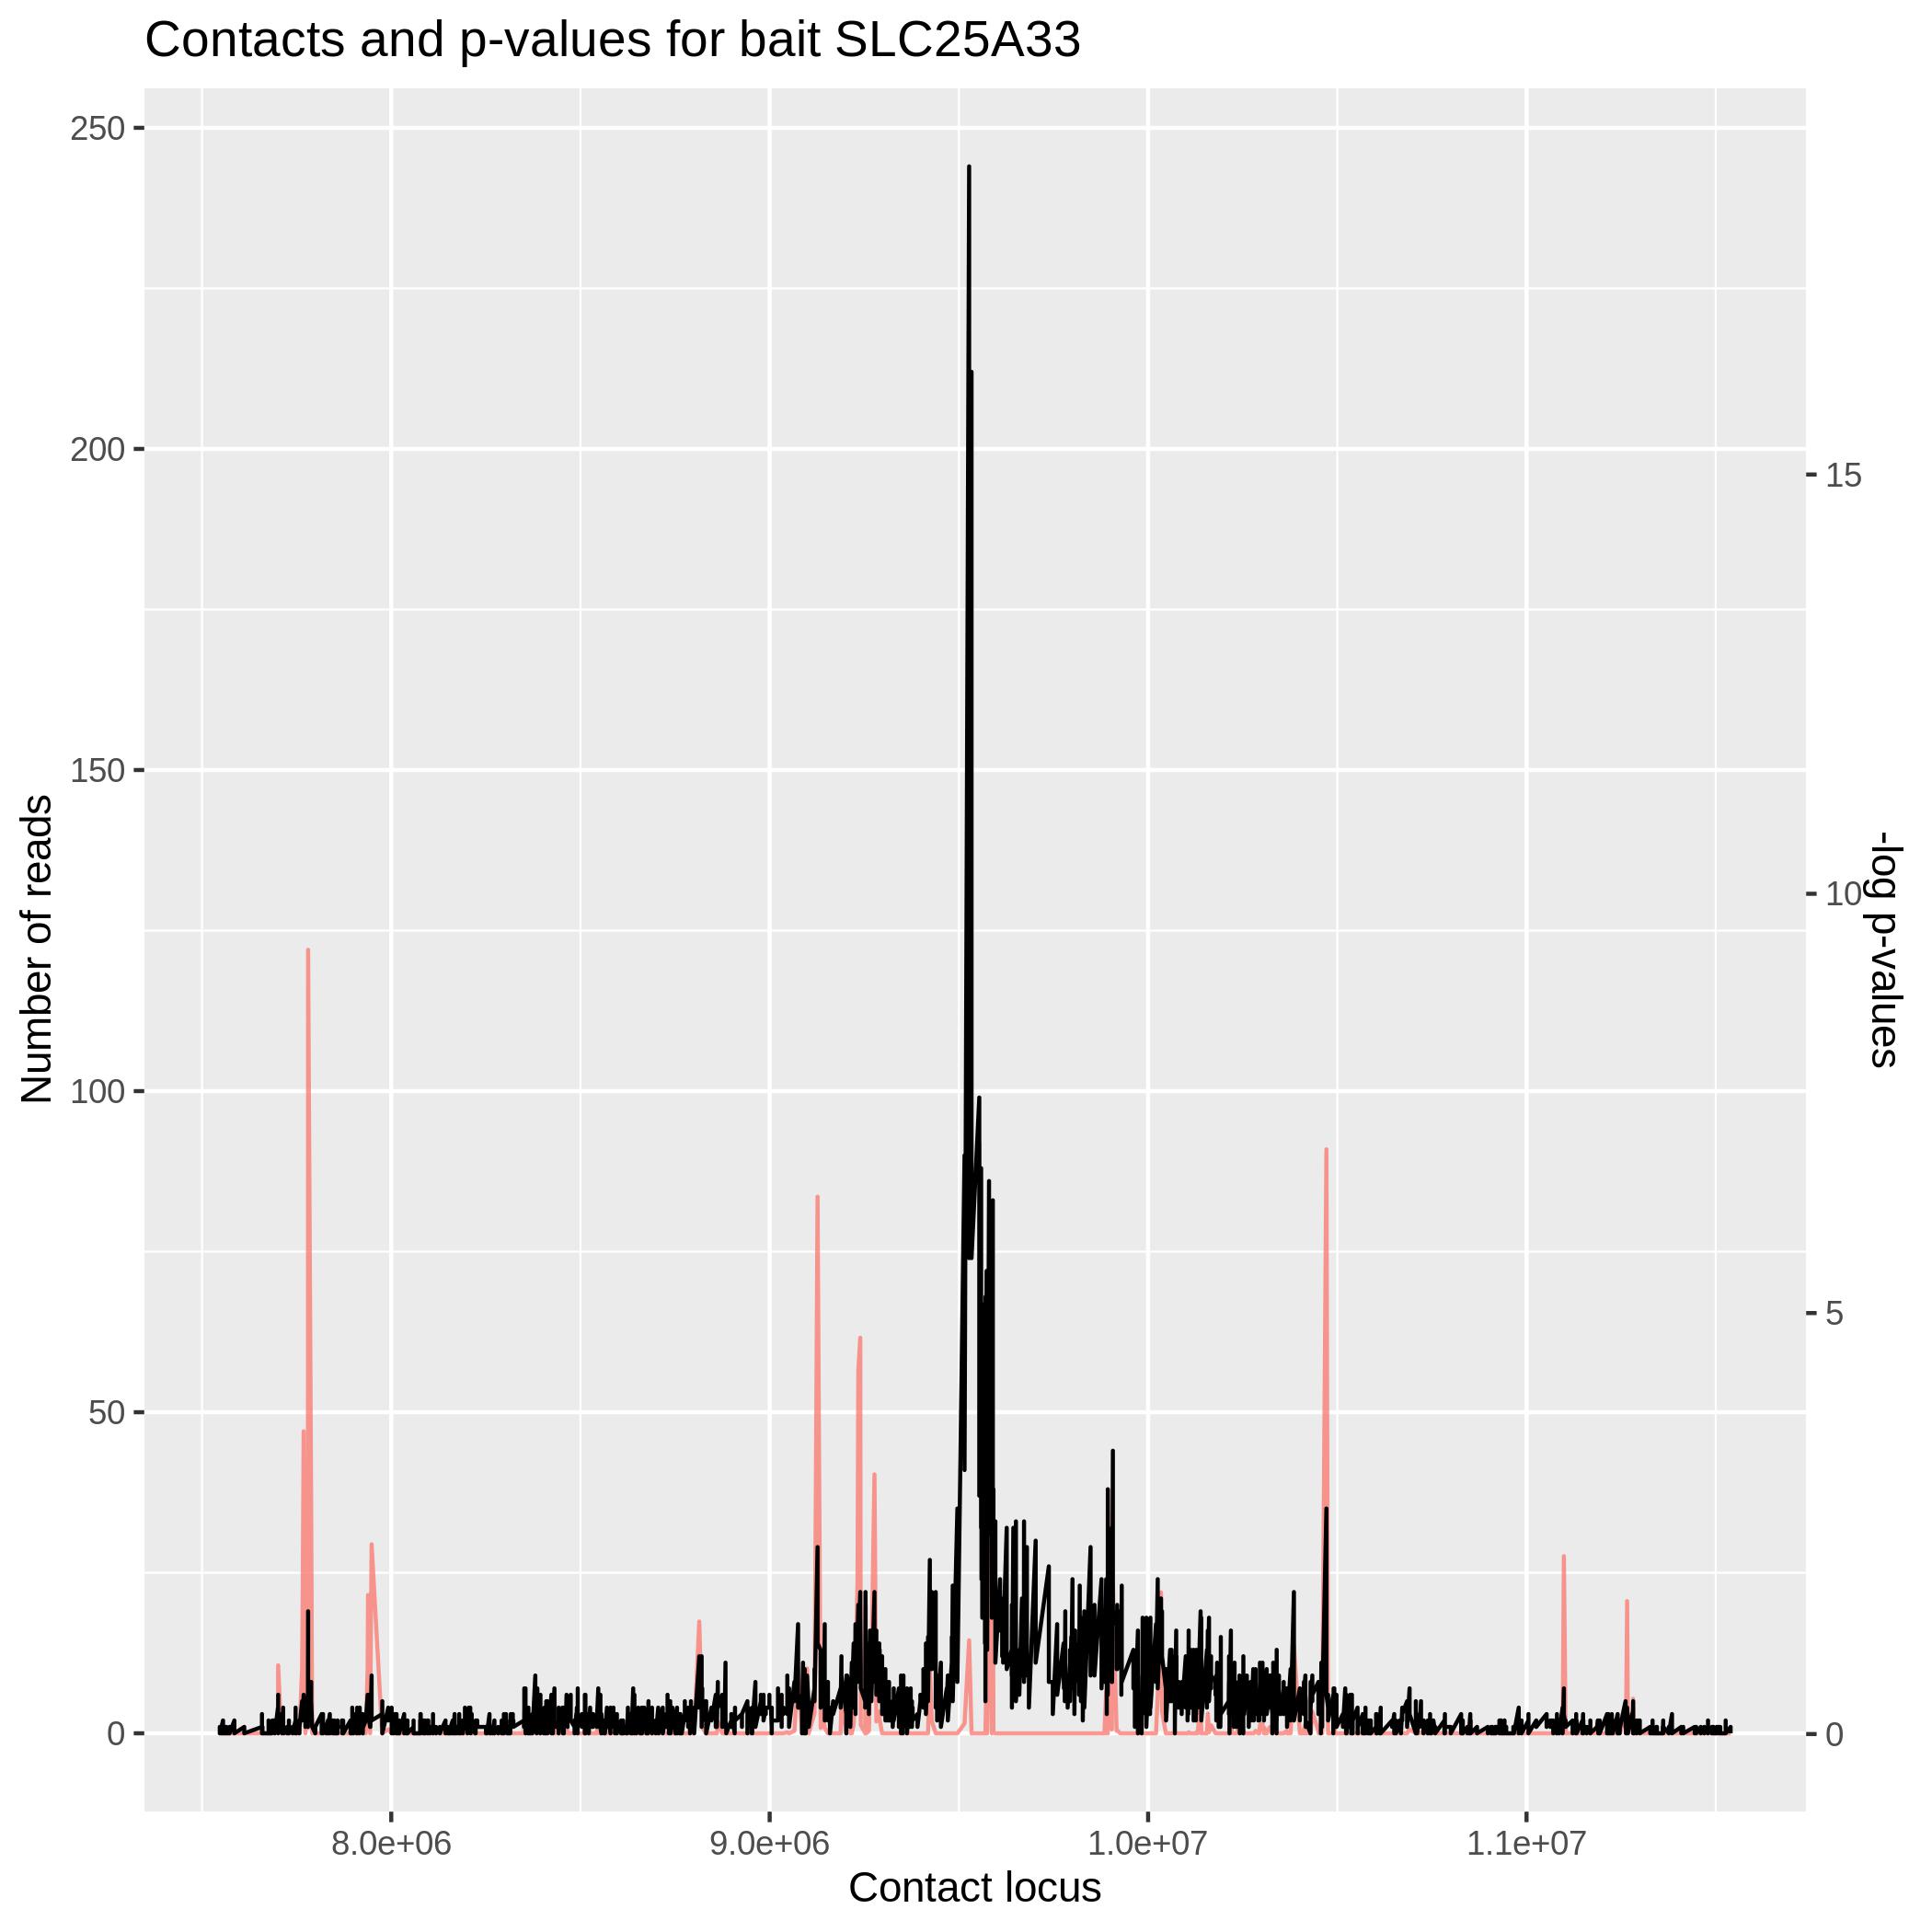 Contacts and p-values for bait SLC25A33
250
200
150
100
50
0
Number of reads
15
10
5
0
-log p-values
8.0e+06
9.0e+06
1.0e+07
1.1e+07
Contact locus